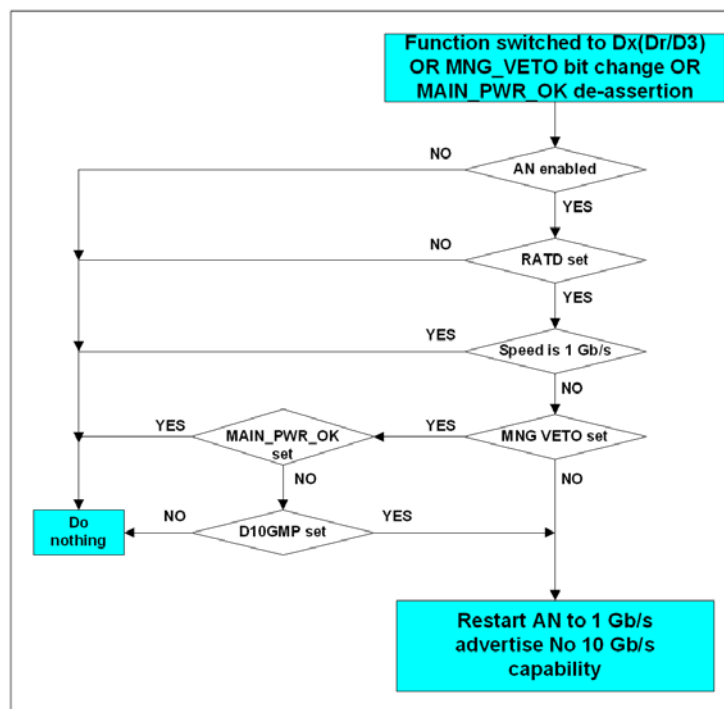 Function switched to Dx(Dr/D3)
OR MNG_VETO bit change OR
MAIN_PWR_OK de-assertion
NO
AN enabled
YES
NO
RATD set
YES
YES
Speed is 1 Gb/s
NO
YES
MAIN_PWR_OK
set
YES
MNG VETO set
NO
NO
Do
nothing
NO
D10GMP set
YES
Restart AN to 1 Gb/s
advertise No 10 Gb/s
capability